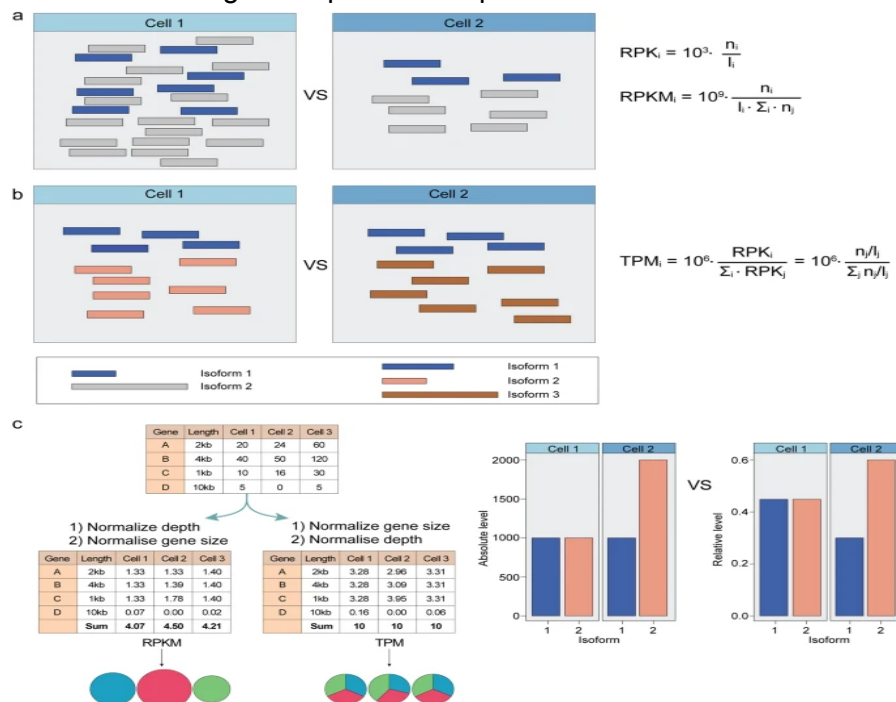 a
Cell 1
VS
Cell 2
RPKᵢ = 10³· nᵢ / lᵢ
RPKMᵢ = 10⁹· nᵢ / lᵢ · Σᵢ · nⱼ
b
Cell 1
VS
Cell 2
TPMᵢ = 10⁶· RPKᵢ / Σᵢ · RPKⱼ = 10⁶· nⱼ/lⱼ / Σⱼ nⱼ/lⱼ
Isoform 1
Isoform 2
Isoform 1
Isoform 2
Isoform 3
c
Gene Length Cell 1 Cell 2 Cell 3
A 2kb 20 24 60
B 4kb 40 50 120
C 1kb 10 16 30
D 10kb 5 0 5
1) Normalize depth
2) Normalise gene size
Gene Length Cell 1 Cell 2 Cell 3
A 2kb 1.33 1.33 1.40
B 4kb 1.33 1.39 1.40
C 1kb 1.33 1.78 1.40
D 10kb 0.07 0.00 0.02
Sum 4.07 4.50 4.21
RPKM
1) Normalize gene size
2) Normalise depth
Gene Length Cell 1 Cell 2 Cell 3
A 2kb 3.28 2.96 3.31
B 4kb 3.28 3.09 3.31
C 1kb 3.28 3.95 3.31
D 10kb 0.16 0.00 0.06
Sum 10 10 10
TPM
Cell 1 Cell 2
Absolute level
2000
1500
1000
500
0
1 2 1 2
Isoform
VS
Cell 1 Cell 2
Relative level
0.6
0.4
0.2
0.0
1 2 1 2
Isoform